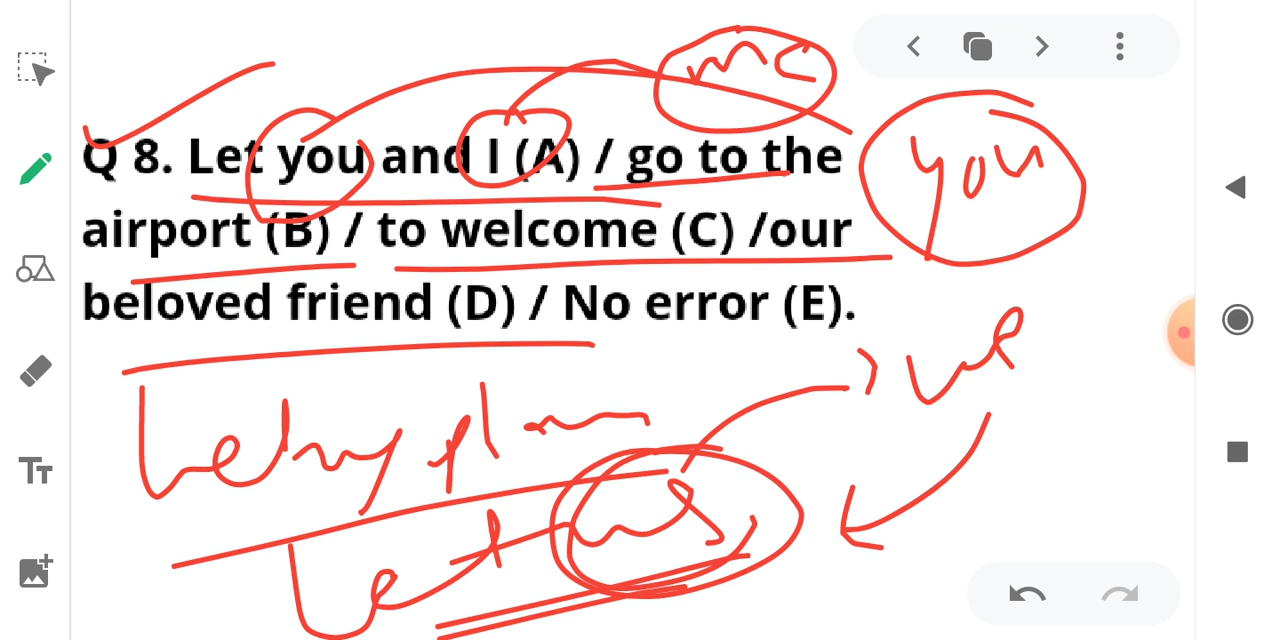 me
Q 8. Let you and I (A) / go to the
you
airport (B) / to welcome (C) /our
beloved friend (D) / No error (E).
we
Let us,